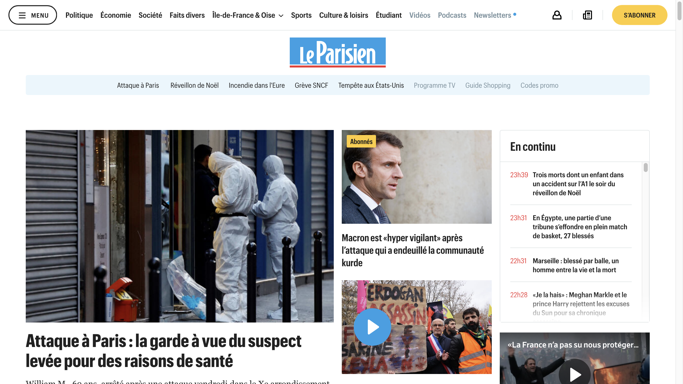 MENU
Politique Économie Société Faits divers Île-de-France & Oise Sports Culture & loisirs Étudiant Vidéos Podcasts Newsletters
S'ABONNER
Le Parisien
Attaque à Paris Réveillon de Noël Incendie dans l'Eure Grève SNCF Tempête aux États-Unis Programme TV Guide Shopping Codes promo
Attaque à Paris : la garde à vue du suspect
levée pour des raisons de santé
William M., 69 ans, arrêté après une attaque vendredi dans le Xe arrondissement
Abonnés
Macron est «hyper vigilant» après
l'attaque qui a endeuillé la communauté
kurde
ERDOGAN
ASSASSIN
En continu
23h39 Trois morts dont un enfant dans
un accident sur l'A1 le soir du
réveillon de Noël
23h31 En Égypte, une partie d'une
tribune s'effondre en plein match
de basket, 27 blessés
22h31 Marseille : blessé par balle, un
homme entre la vie et la mort
22h28 «Je la hais» : Meghan Markle et le
prince Harry rejettent les excuses
du Sun pour sa chronique
«La France n'a pas su nous protéger...